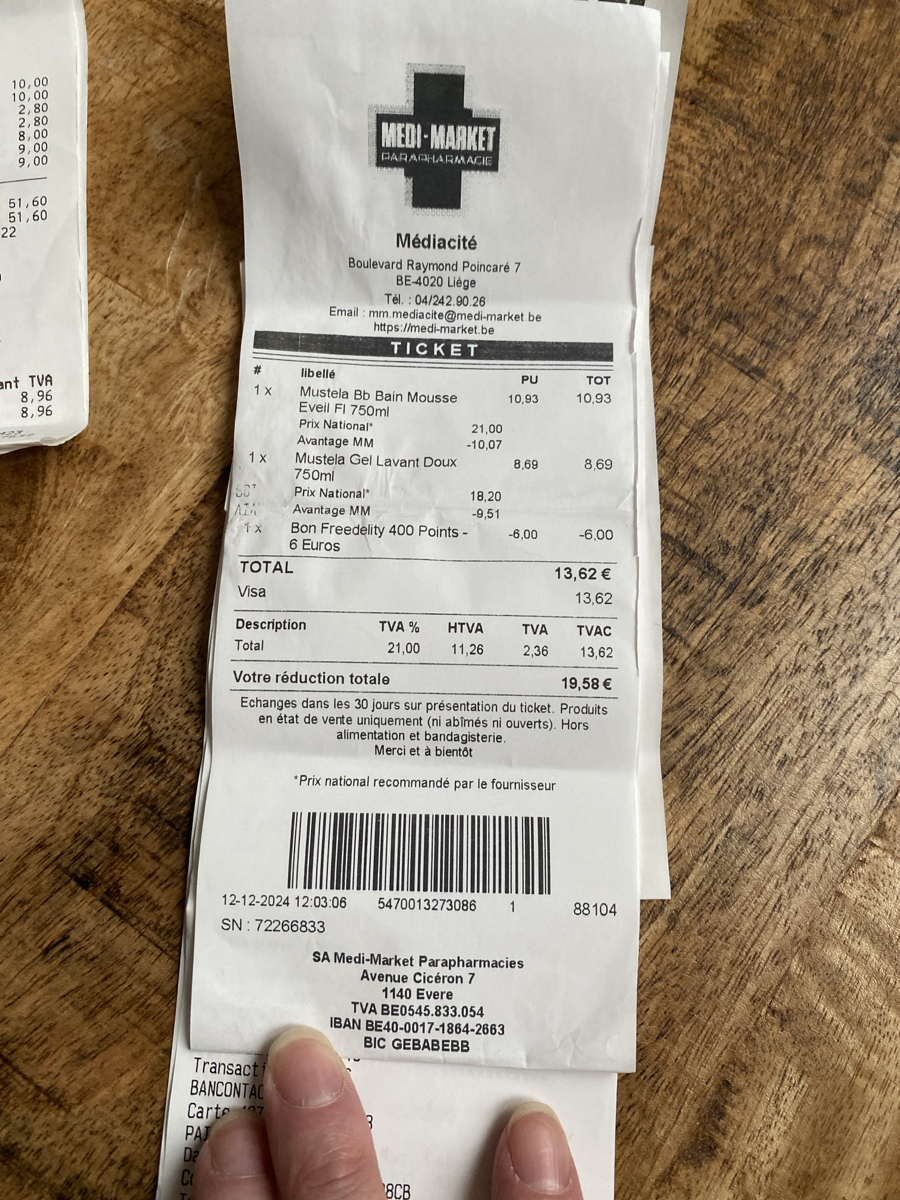 10,00
10,00
2,80
2,80
8,00
9,00
9,00
51,60
51,60
22
TVA
8,96
8,96
MEDI-MARKET
PARAPHARMACIE
Médiacité
Boulevard Raymond Poincaré 7
BE-4020 Liège
Tél. : 04/242.90.26
Email : mm.mediacite@medi-market.be
https://medi-market.be
TICKET
# libellé PU TOT
1 x Mustela Bb Bain Mousse 10,93 10,93
Eveil Fl 750ml
Prix National* 21,00
Avantage MM -10,07
1 x Mustela Gel Lavant Doux 8,69 8,69
750ml
Prix National* 18,20
Avantage MM -9,51
1 x Bon Freedelity 400 Points - -6,00 -6,00
6 Euros
TOTAL 13,62 €
Visa 13,62
Description TVA % HTVA TVA TVAC
Total 21,00 11,26 2,36 13,62
Votre réduction totale 19,58 €
Echanges dans les 30 jours sur présentation du ticket. Produits
en état de vente uniquement (ni abîmés ni ouverts). Hors
alimentation et bandagisterie.
Merci et à bientôt
*Prix national recommandé par le fournisseur
12-12-2024 12:03:06 5470013273086 1 88104
SN : 72266833
SA Medi-Market Parapharmacies
Avenue Cicéron 7
1140 Evere
TVA BE0545.833.054
IBAN BE40-0017-1864-2663
BIC GEBABEBB
Transacti
BANCONTAC
Carte
8CB